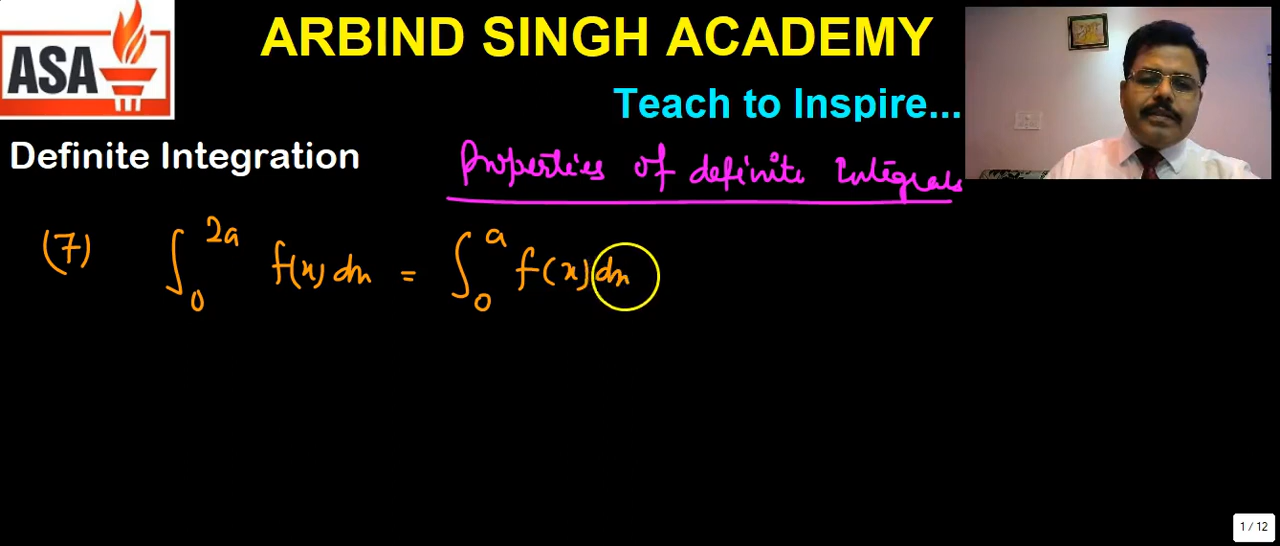 ASA
ARBIND SINGH ACADEMY
Teach to Inspire...
Definite Integration
Properties of definite Integrals
(7) ∫₀²ᵃ f(x) dx = ∫₀ᵃ f(x) dx
1 / 12